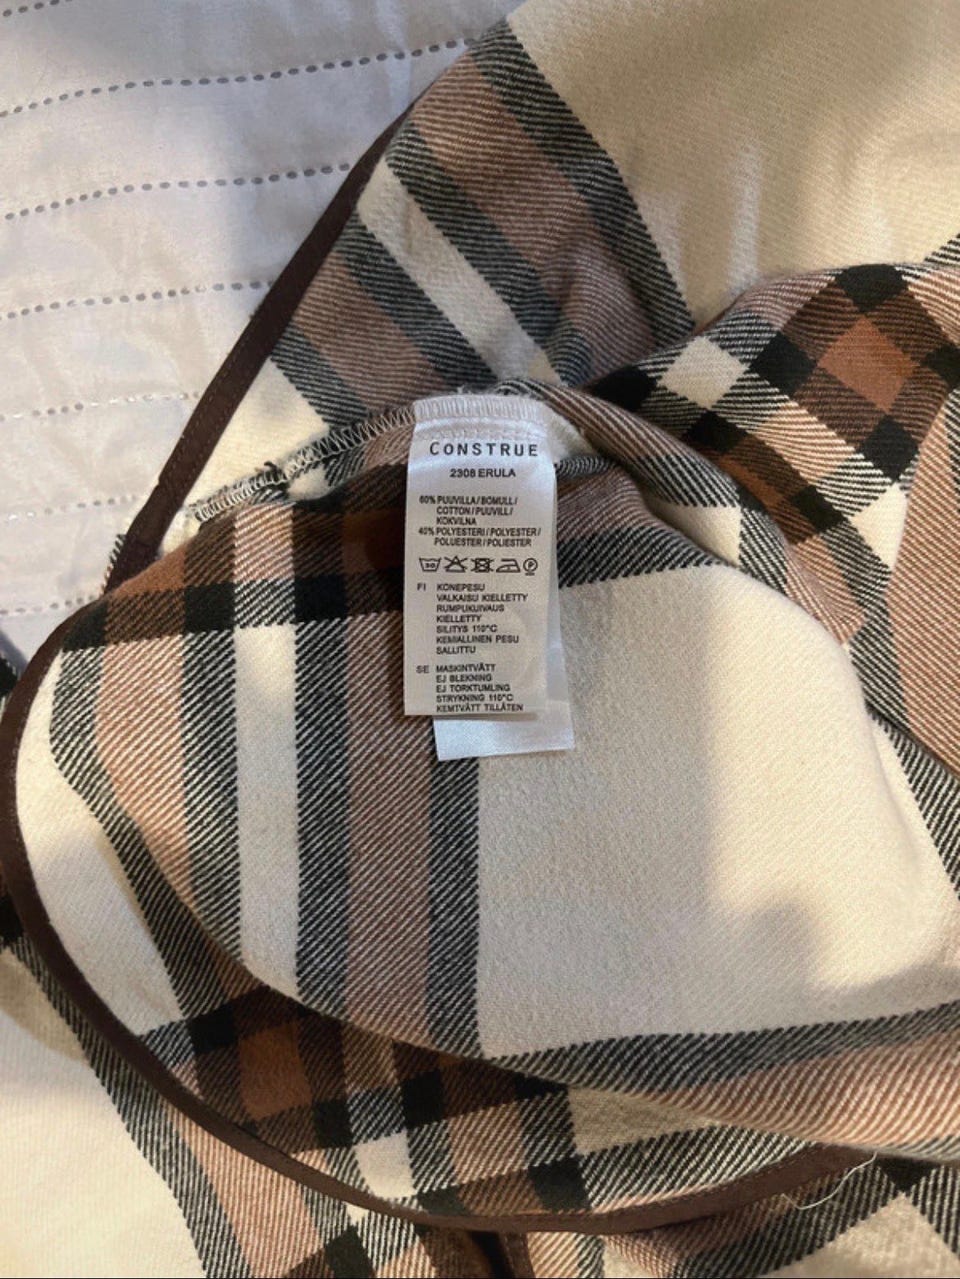 CONSTRUE
2308 ERULA
60% PUUVILLA/BOMULL/
COTTON/PUUVILL/
KOKVILNA
40% POLYESTERI/POLYESTER/
POLUESTER/POLIESTER
30
P
FI KONEPESU
VALKAISU KIELLETTY
RUMPUKUIVAUS
KIELLETTY
SILITYS 110°C
KEMIALLINEN PESU
SALLITTU
SE MASKINTVÄTT
EJ BLEKNING
EJ TORKTUMLING
STRYKNING 110°C
KEMTVÄTT TILLÅTEN